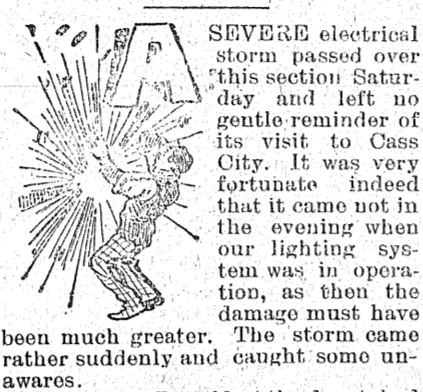 A SEVERE electrical
storm passed over
this section Satur-
day and left no
gentle reminder of
its visit to Cass
City. It was very
fortunate indeed
that it came not in
the evening when
our lighting sys-
tem was in opera-
tion, as then the
damage must have
been much greater. The storm came
rather suddenly and caught some un-
awares.